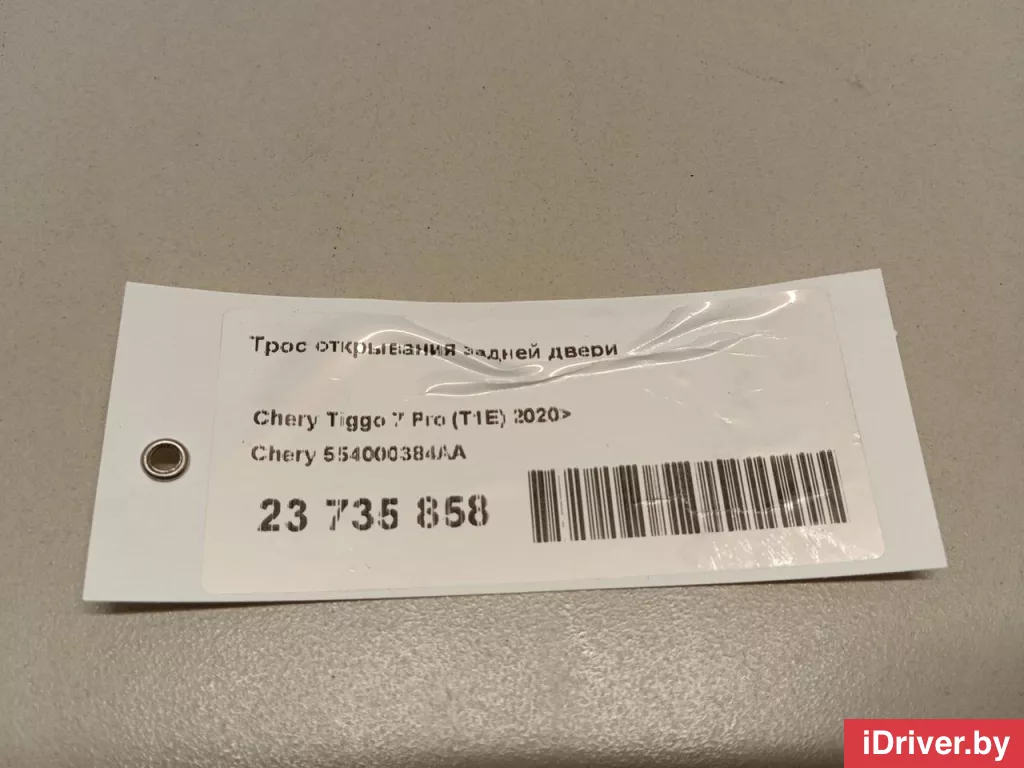 Трос открывания задней двери
Chery Tiggo 7 Pro (T1E) 2020>
Chery 554000384AA
23 735 858
iDriver.by